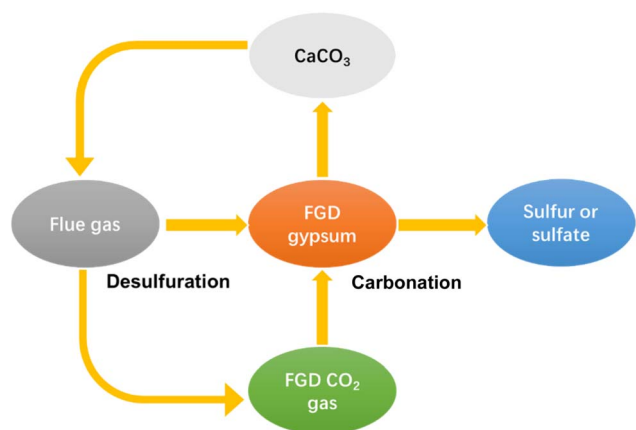 CaCO₃
Flue gas
FGD
gypsum
Sulfur or
sulfate
Desulfuration
Carbonation
FGD CO₂
gas